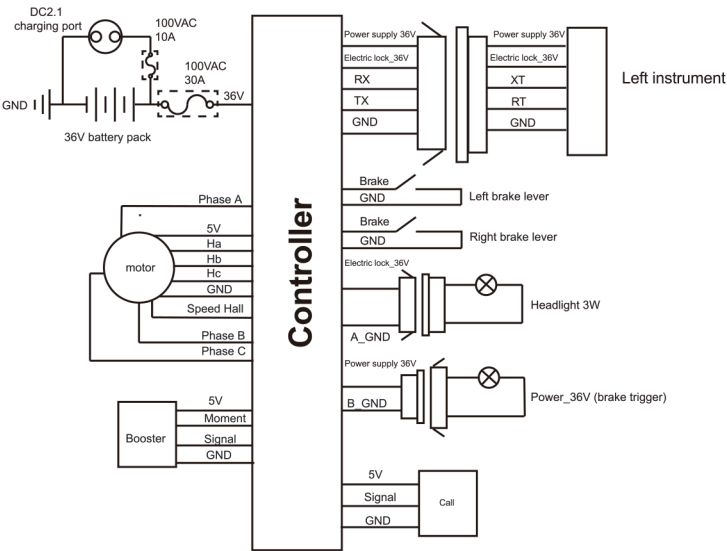 DC2.1
charging port
100VAC
10A
100VAC
30A
36V
GND
36V battery pack
Controller
Power supply 36V
Electric lock_36V
RX
TX
GND
Power supply 36V
Electric lock_36V
XT
RT
GND
Left instrument
Brake
GND
Left brake lever
Brake
GND
Right brake lever
Phase A
5V
Ha
Hb
Hc
GND
Speed Hall
Phase B
Phase C
motor
Electric lock_36V
A_GND
Headlight 3W
Power supply 36V
B_GND
Power_36V (brake trigger)
Booster
5V
Moment
Signal
GND
5V
Signal
GND
Call